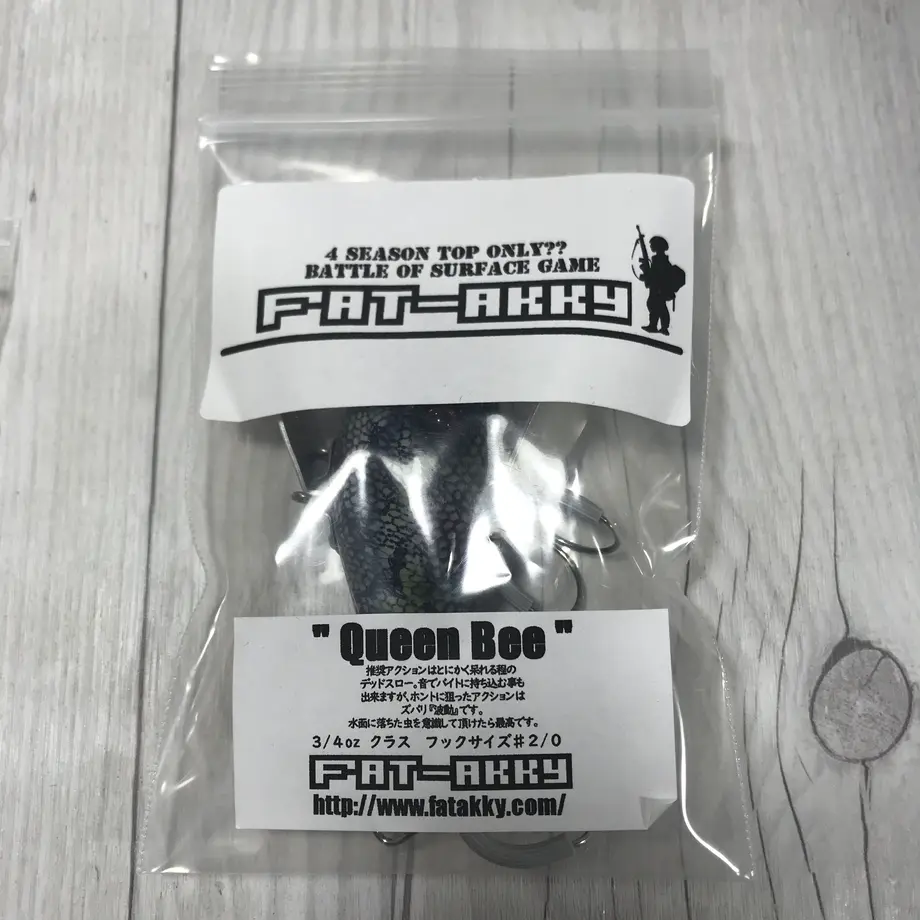 4 SEASON TOP ONLY??
BATTLE OF SURFACE GAME
FAT-AKKY
" Queen Bee "
推奨アクションはとにかく呆れる程の
デッドスロー。音でバイトに持ち込む事も
出来ますが、ホントに狙ったアクションは
ズバリ『波動』です。
水面に落ちた虫を意識して頂けたら最高です。
3/4oz クラス フックサイズ#2/0
FAT-AKKY
http://www.fatakky.com/